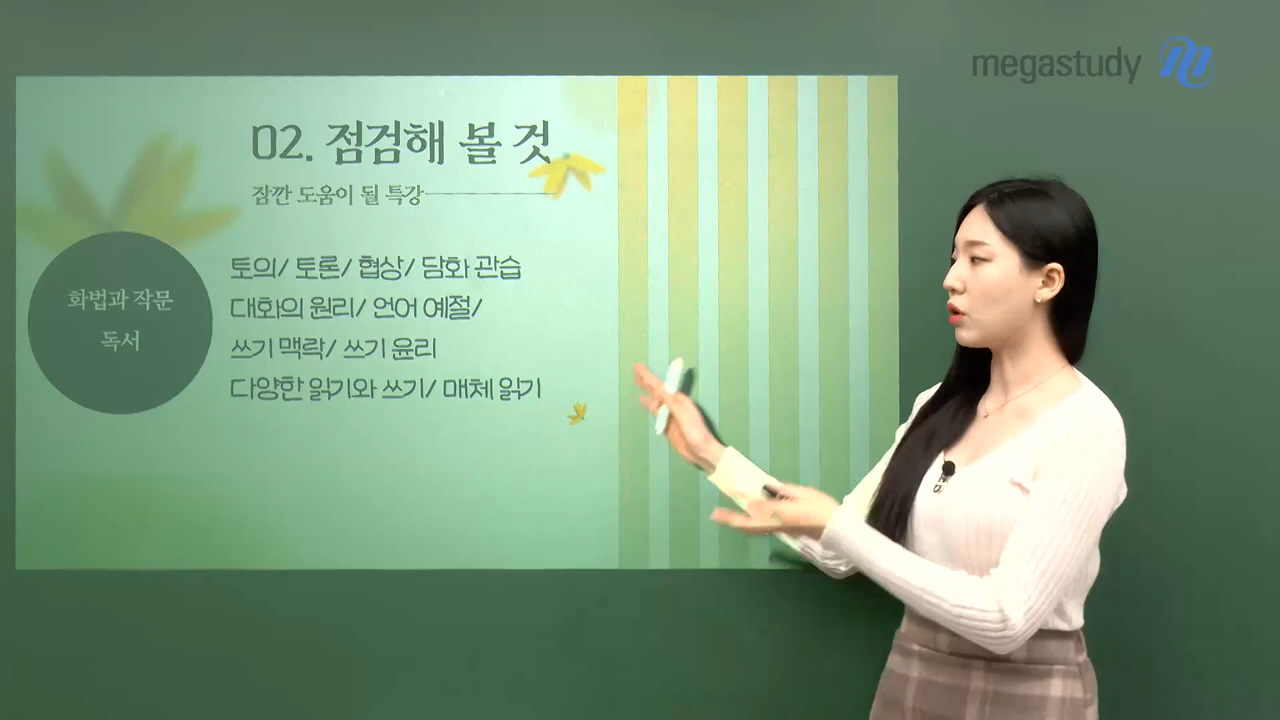 megastudy
02. 점검해 볼 것
잠깐 도움이 될 특강
화법과 작문
독서
토의/ 토론/ 협상/ 담화 관습
대화의 원리/ 언어 예절/
쓰기 맥락/ 쓰기 윤리
다양한 읽기와 쓰기/ 매체 읽기